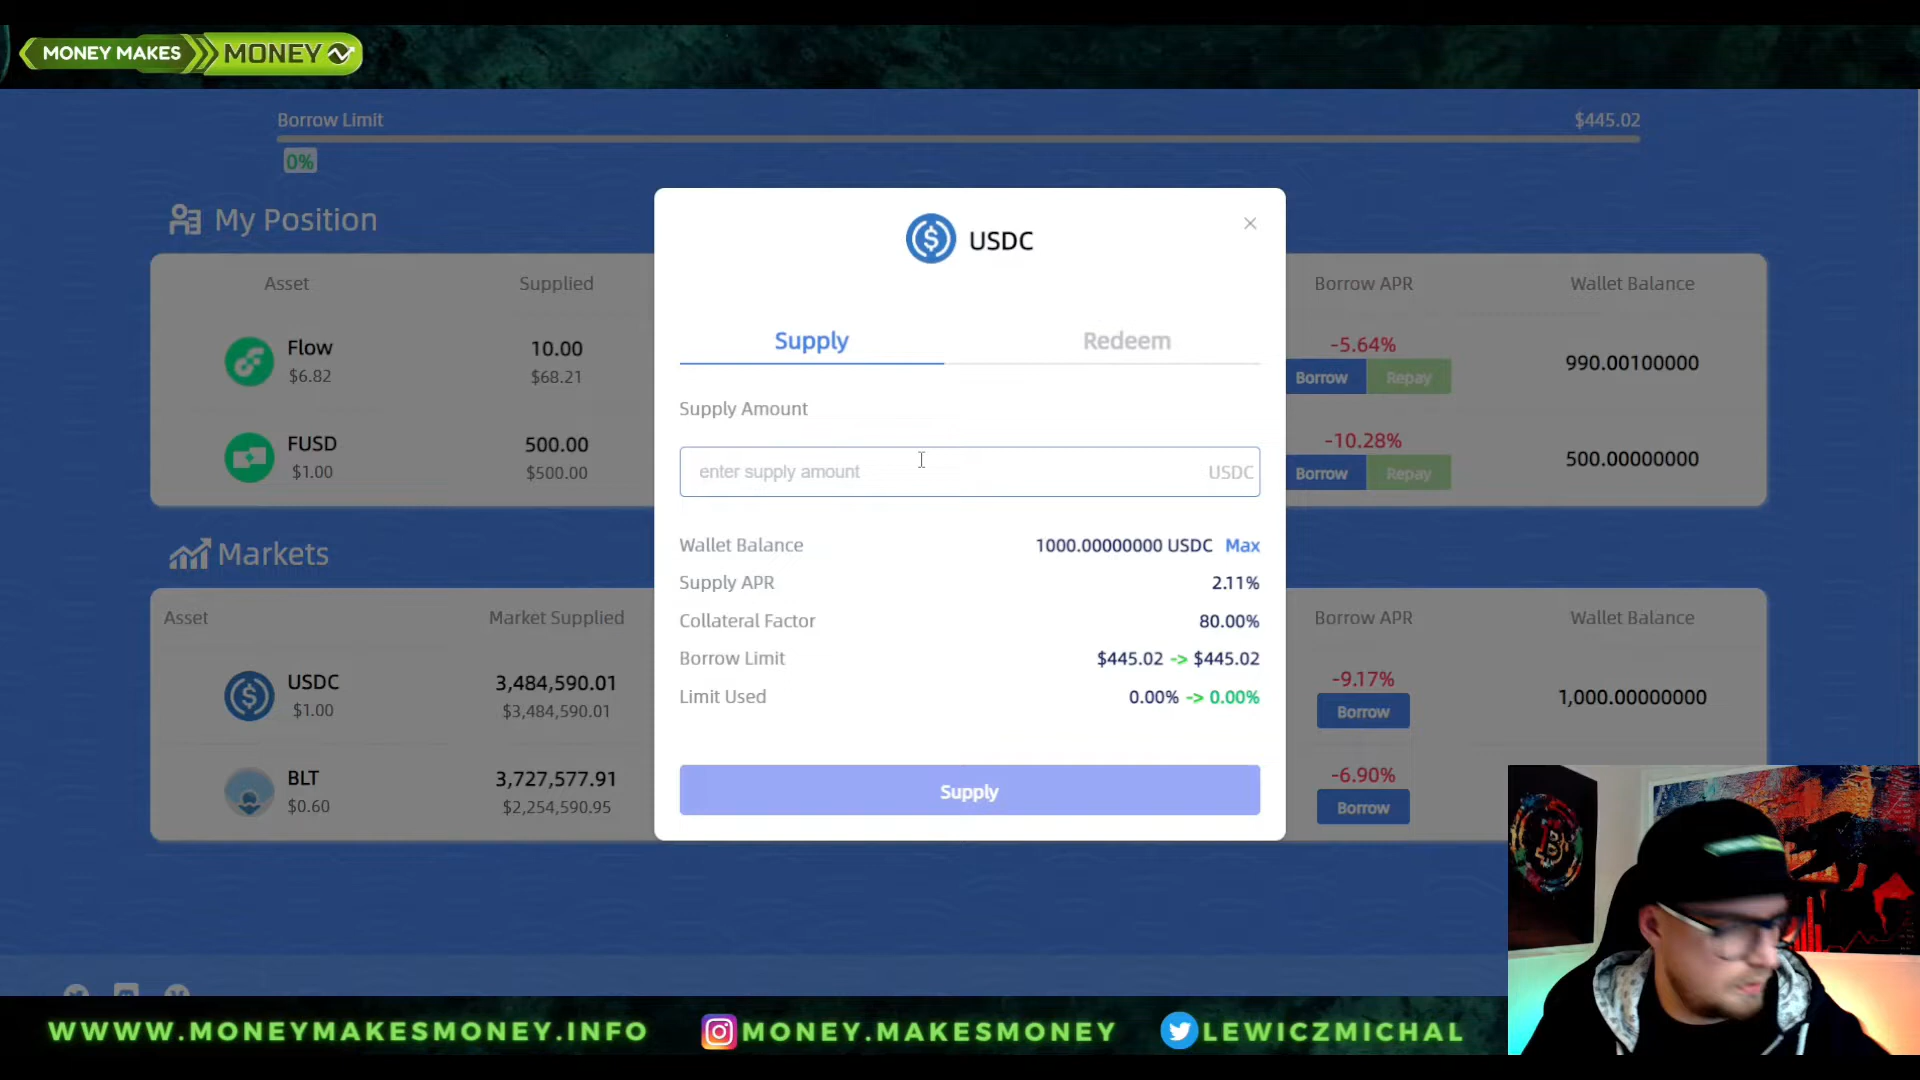 MONEY MAKES MONEY
Borrow Limit $445.02
0%
My Position
Asset Supplied Borrow APR Wallet Balance
Flow 10.00 -5.64% 990.00100000
$6.82 $68.21 Borrow Repay
FUSD 500.00 -10.28% 500.00000000
$1.00 $500.00 Borrow Repay
Markets
Asset Market Supplied Borrow APR Wallet Balance
USDC 3,484,590.01 -9.17% 1,000.00000000
$1.00 $3,484,590.01 Borrow
BLT 3,727,577.91 -6.90%
$0.60 $2,254,590.95 Borrow
USDC
Supply Redeem
Supply Amount
enter supply amount USDC
Wallet Balance 1000.00000000 USDC Max
Supply APR 2.11%
Collateral Factor 80.00%
Borrow Limit $445.02 -> $445.02
Limit Used 0.00% -> 0.00%
Supply
WWWW.MONEYMAKESMONEY.INFO MONEY.MAKESMONEY LEWICZMICHAL